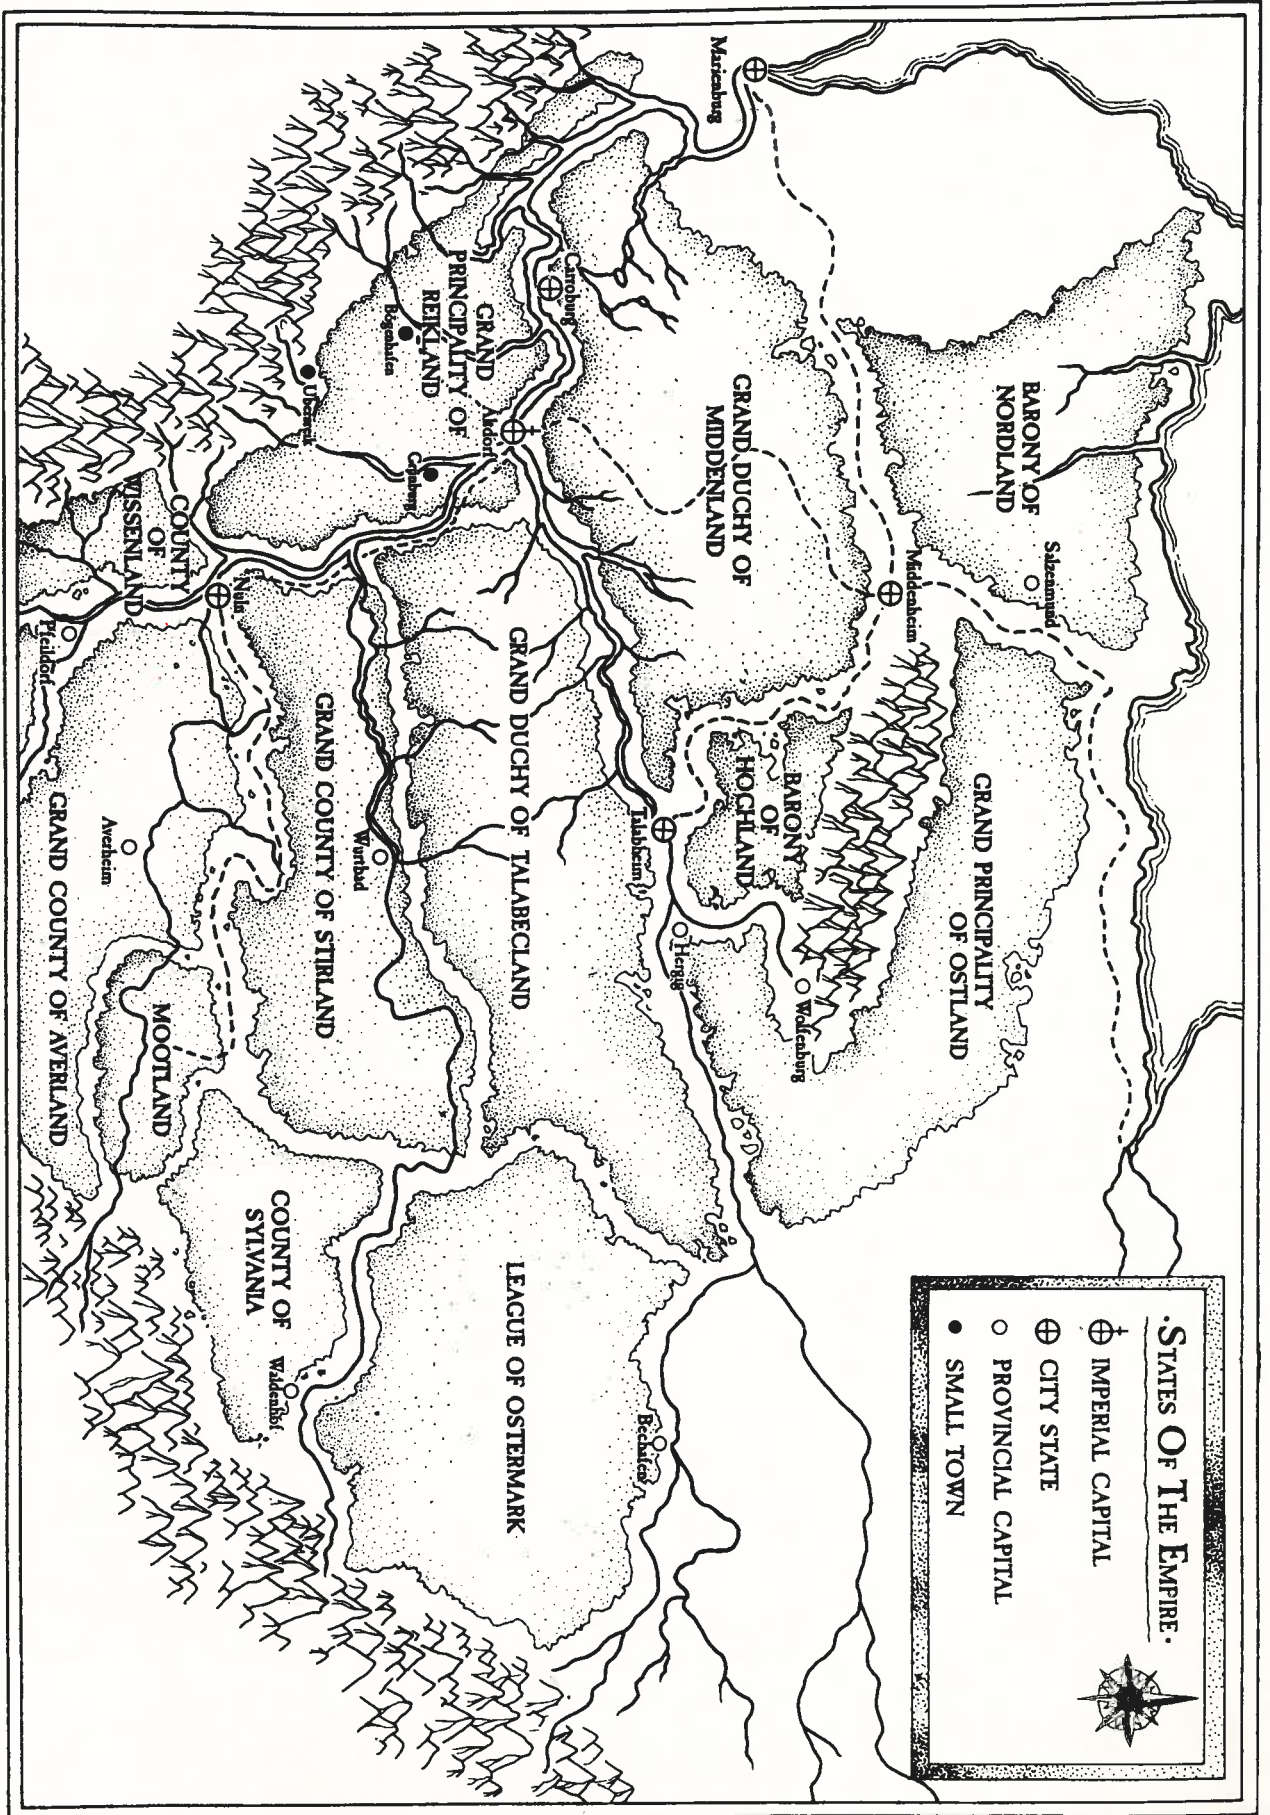 ·STATES OF THE EMPIRE·
IMPERIAL CAPITAL
CITY STATE
PROVINCIAL CAPITAL
SMALL TOWN
BARONY OF
NORDLAND
Salzenmund
GRAND PRINCIPALITY
OF OSTLAND
Middenheim
Wolfenburg
BARONY
OF
HOCHLAND
GRAND DUCHY OF
MIDDENLAND
Marienburg
Hergig
Talabheim
Bechafen
Carroburg
GRAND DUCHY OF TALABECLAND
LEAGUE OF OSTERMARK
Altdorf
GRAND
PRINCIPALITY OF
REIKLAND
Bogenhafen
Grunburg
Wurtbad
GRAND COUNTY OF STIRLAND
Ubersreik
COUNTY OF
SYLVANIA
Waldenhof
Nuln
COUNTY
OF
WISSENLAND
MOOTLAND
Averheim
Pfeildorf
GRAND COUNTY OF AVERLAND